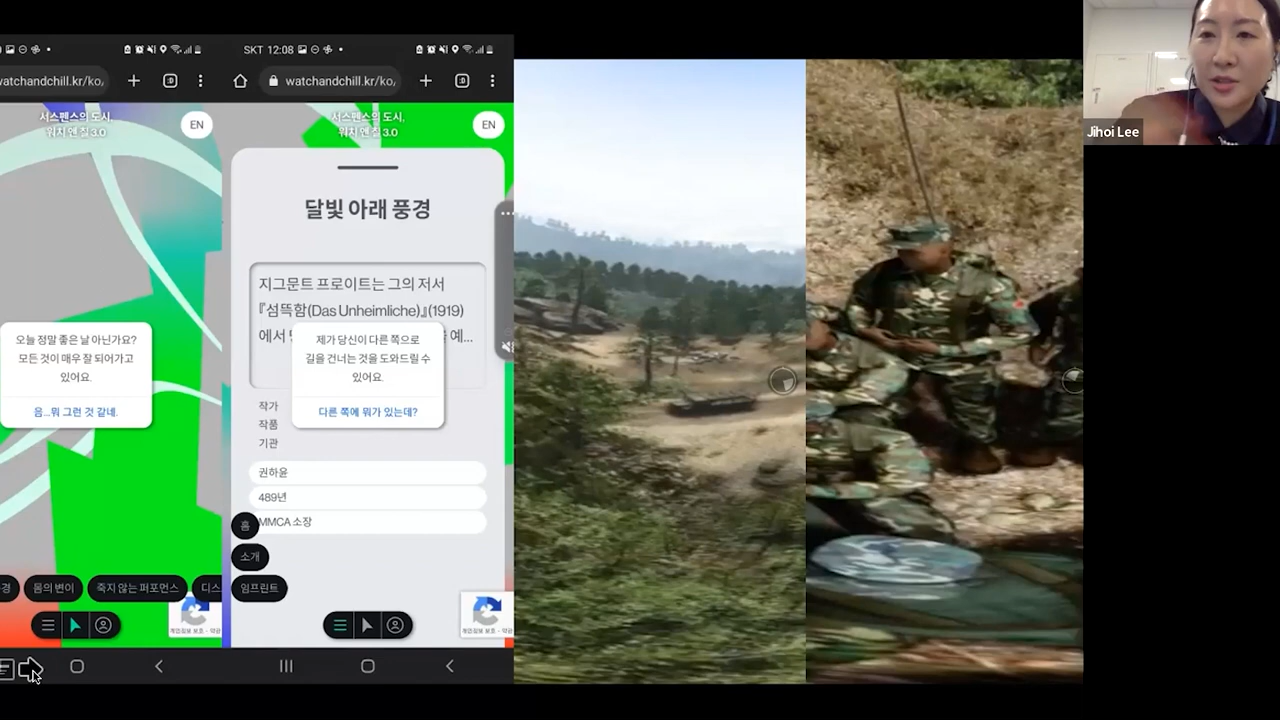 watchandchill.kr/ko,
서스펜스의 도시,
워치 앤 칠 3.0
EN
오늘 정말 좋은 날 아닌가요?
모든 것이 매우 잘 되어가고
있어요.
음...뭐 그런 것 같네.
몸의 변이
죽지 않는 퍼포먼스
디스
SKT 12:08
watchandchill.kr/ko,
서스펜스의 도시,
워치 앤 칠 3.0
EN
달빛 아래 풍경
지그문트 프로이트는 그의 저서
『섬뜩함(Das Unheimliche)』(1919)
에서
예...
제가 당신이 다른 쪽으로
길을 건너는 것을 도와드릴 수
있어요.
다른 쪽에 뭐가 있는데?
작가
작품
기관
권하윤
489년
MMCA 소장
홈
소개
임프린트
Jihoi Lee